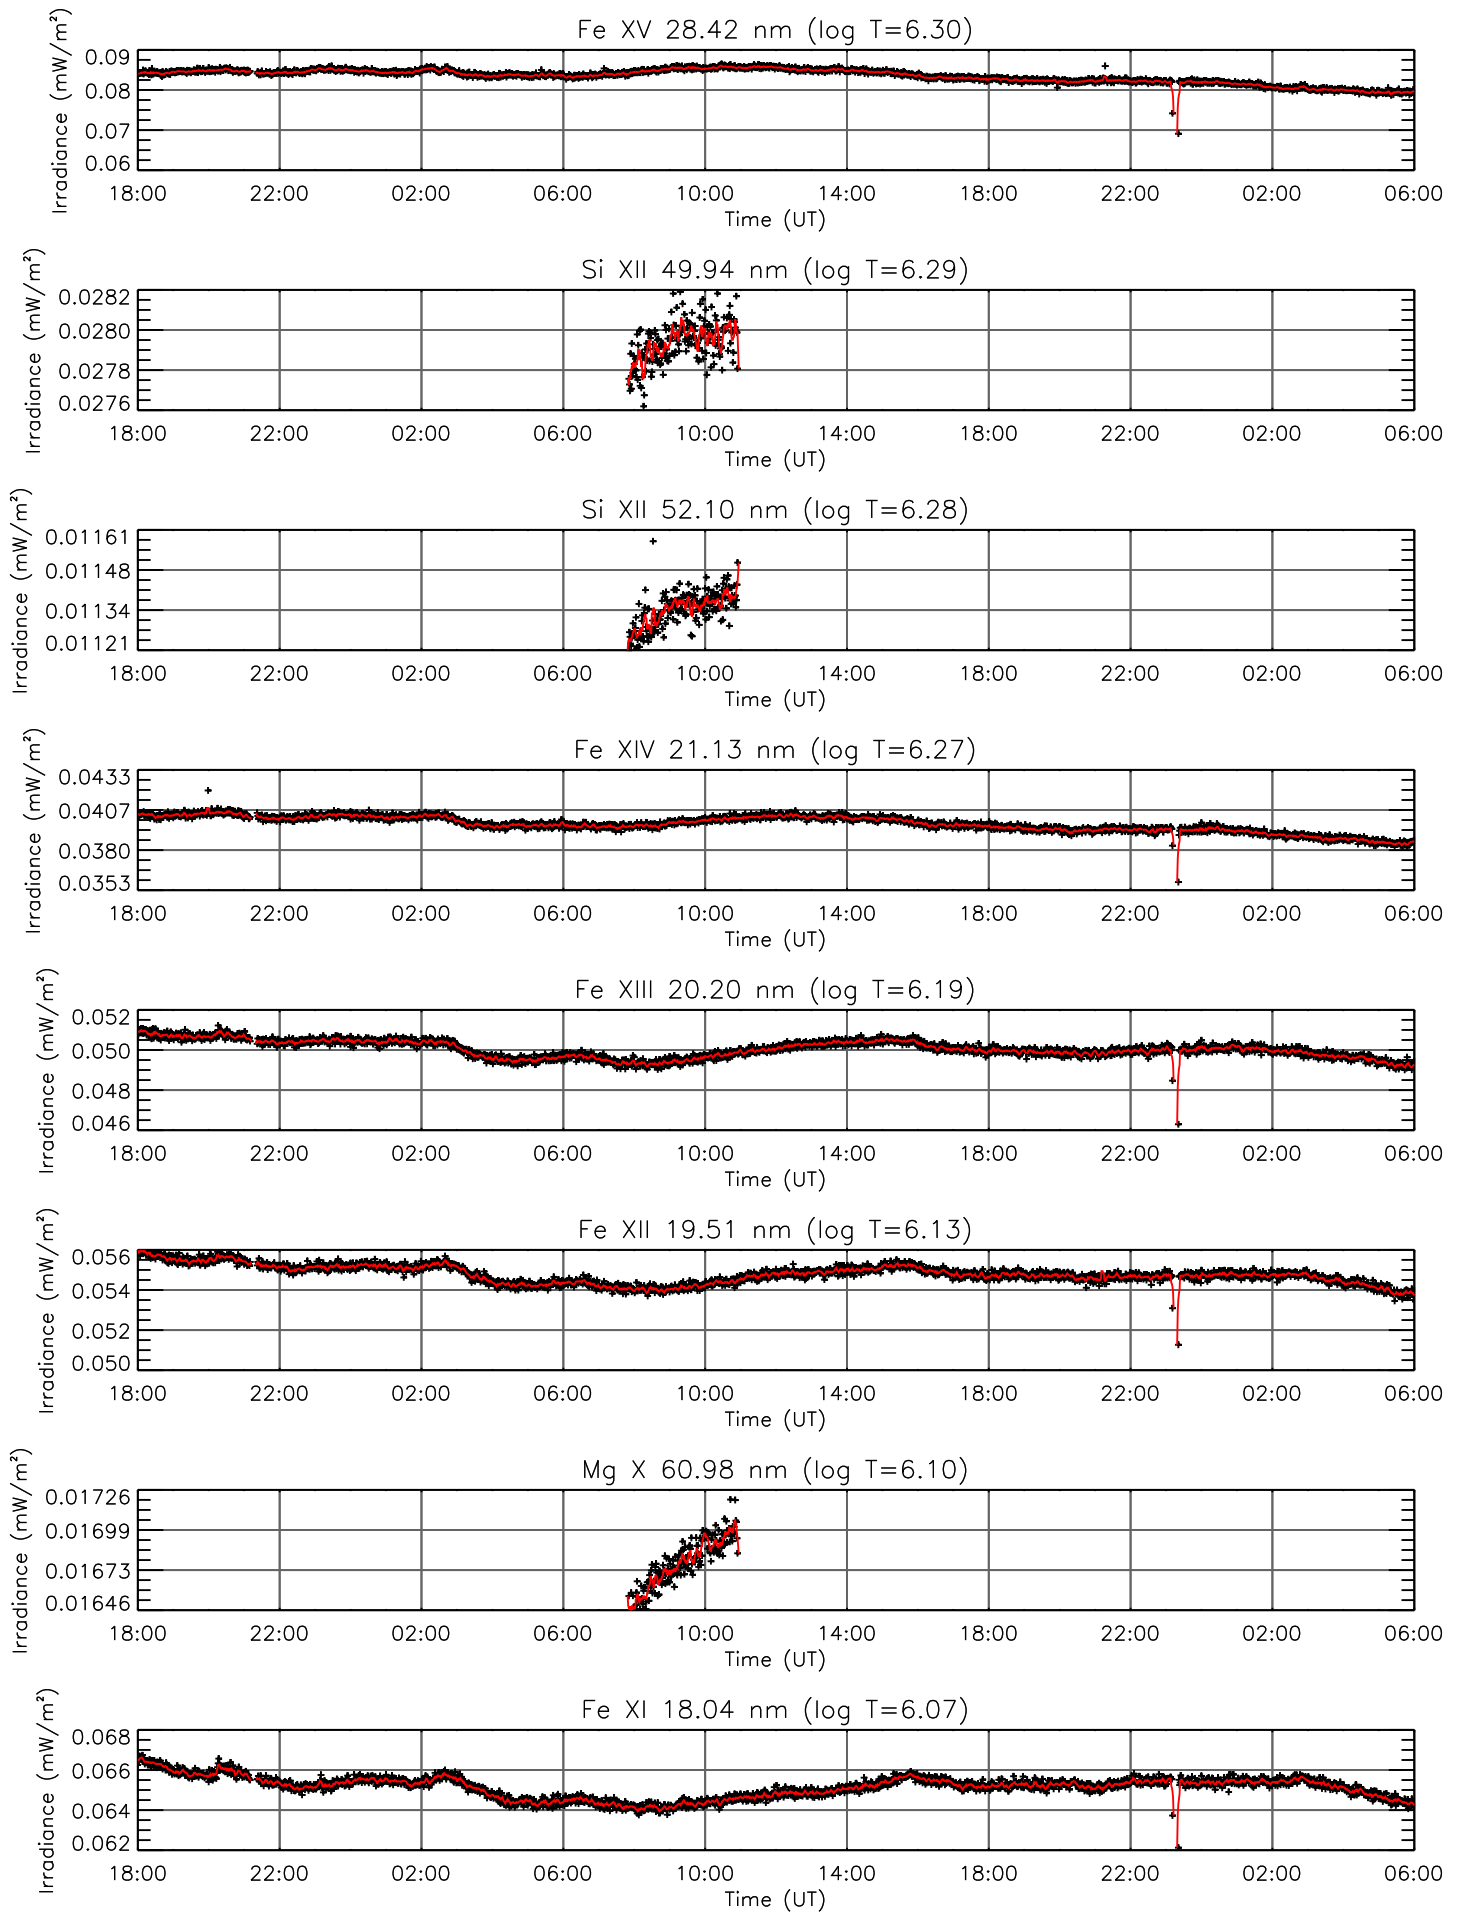 Fe XV 28.42 nm (log T=6.30)
Irradiance (mW/m²)
0.09
0.08
0.07
0.06
18:00 22:00 02:00 06:00 10:00 14:00 18:00 22:00 02:00 06:00
Time (UT)
Si XII 49.94 nm (log T=6.29)
Irradiance (mW/m²)
0.0282
0.0280
0.0278
0.0276
18:00 22:00 02:00 06:00 10:00 14:00 18:00 22:00 02:00 06:00
Time (UT)
Si XII 52.10 nm (log T=6.28)
Irradiance (mW/m²)
0.01161
0.01148
0.01134
0.01121
18:00 22:00 02:00 06:00 10:00 14:00 18:00 22:00 02:00 06:00
Time (UT)
Fe XIV 21.13 nm (log T=6.27)
Irradiance (mW/m²)
0.0433
0.0407
0.0380
0.0353
18:00 22:00 02:00 06:00 10:00 14:00 18:00 22:00 02:00 06:00
Time (UT)
Fe XIII 20.20 nm (log T=6.19)
Irradiance (mW/m²)
0.052
0.050
0.048
0.046
18:00 22:00 02:00 06:00 10:00 14:00 18:00 22:00 02:00 06:00
Time (UT)
Fe XII 19.51 nm (log T=6.13)
Irradiance (mW/m²)
0.056
0.054
0.052
0.050
18:00 22:00 02:00 06:00 10:00 14:00 18:00 22:00 02:00 06:00
Time (UT)
Mg X 60.98 nm (log T=6.10)
Irradiance (mW/m²)
0.01726
0.01699
0.01673
0.01646
18:00 22:00 02:00 06:00 10:00 14:00 18:00 22:00 02:00 06:00
Time (UT)
Fe XI 18.04 nm (log T=6.07)
Irradiance (mW/m²)
0.068
0.066
0.064
0.062
18:00 22:00 02:00 06:00 10:00 14:00 18:00 22:00 02:00 06:00
Time (UT)